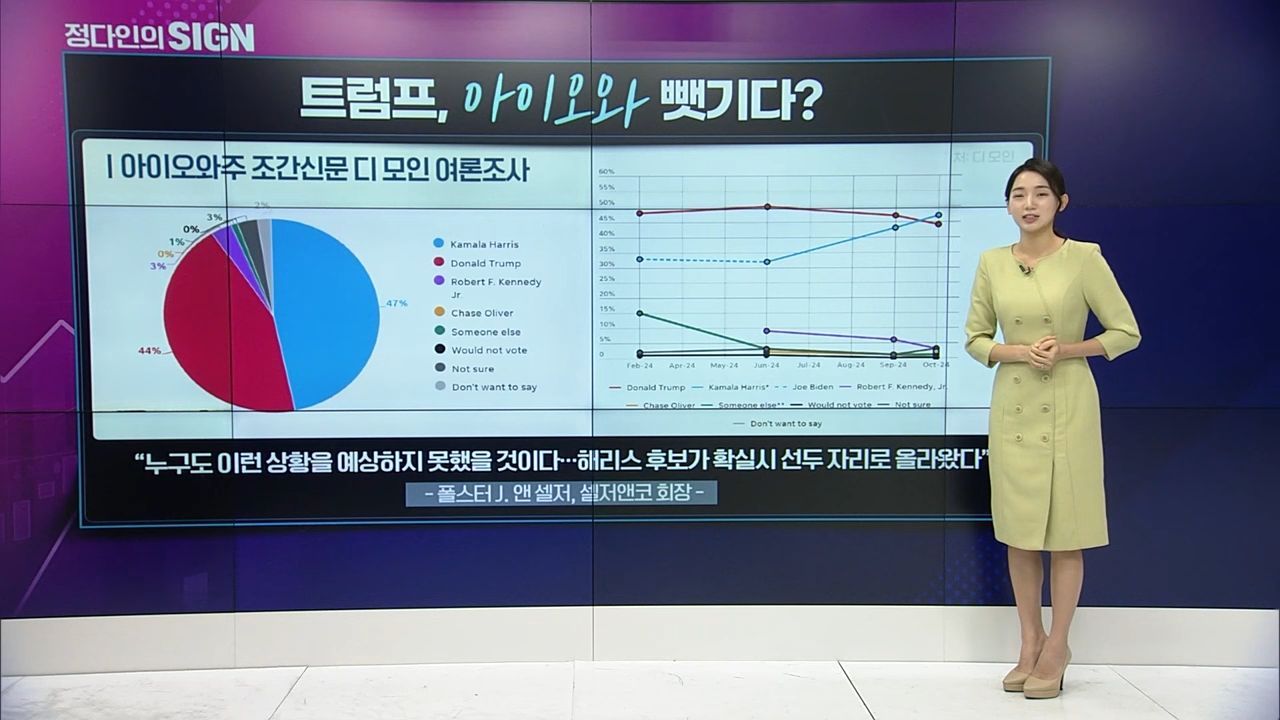 정다인의 SIGN
트럼프, 아이오와 뺏기다?
| 아이오와주 조간신문 디 모인 여론조사
처: 디 모인
2%
3%
0%
1%
0%
3%
47%
44%
Kamala Harris
Donald Trump
Robert F. Kennedy
Jr.
Chase Oliver
Someone else
Would not vote
Not sure
Don't want to say
60%
55%
50%
45%
40%
35%
30%
25%
20%
15%
10%
5%
0
Feb-24 Apr-24 May-24 Jun-24 Jul-24 Aug-24 Sep-24 Oct-24
Donald Trump Kamala Harris* Joe Biden Robert F. Kennedy, Jr.
Chase Oliver Someone else** Would not vote Not sure
Don't want to say
“누구도 이런 상황을 예상하지 못했을 것이다…해리스 후보가 확실시 선두 자리로 올라왔다”
- 폴스터 J. 앤 셀저, 셀저앤코 회장 -